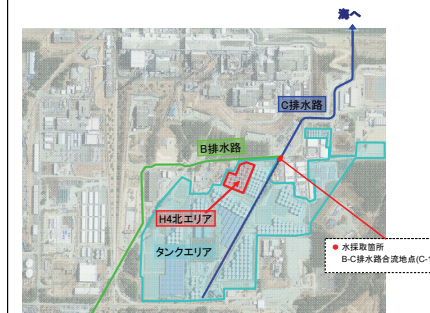 海へ
C排水路
B排水路
H4北エリア
タンクエリア
● 水採取箇所
B-C排水路合流地点(C-1